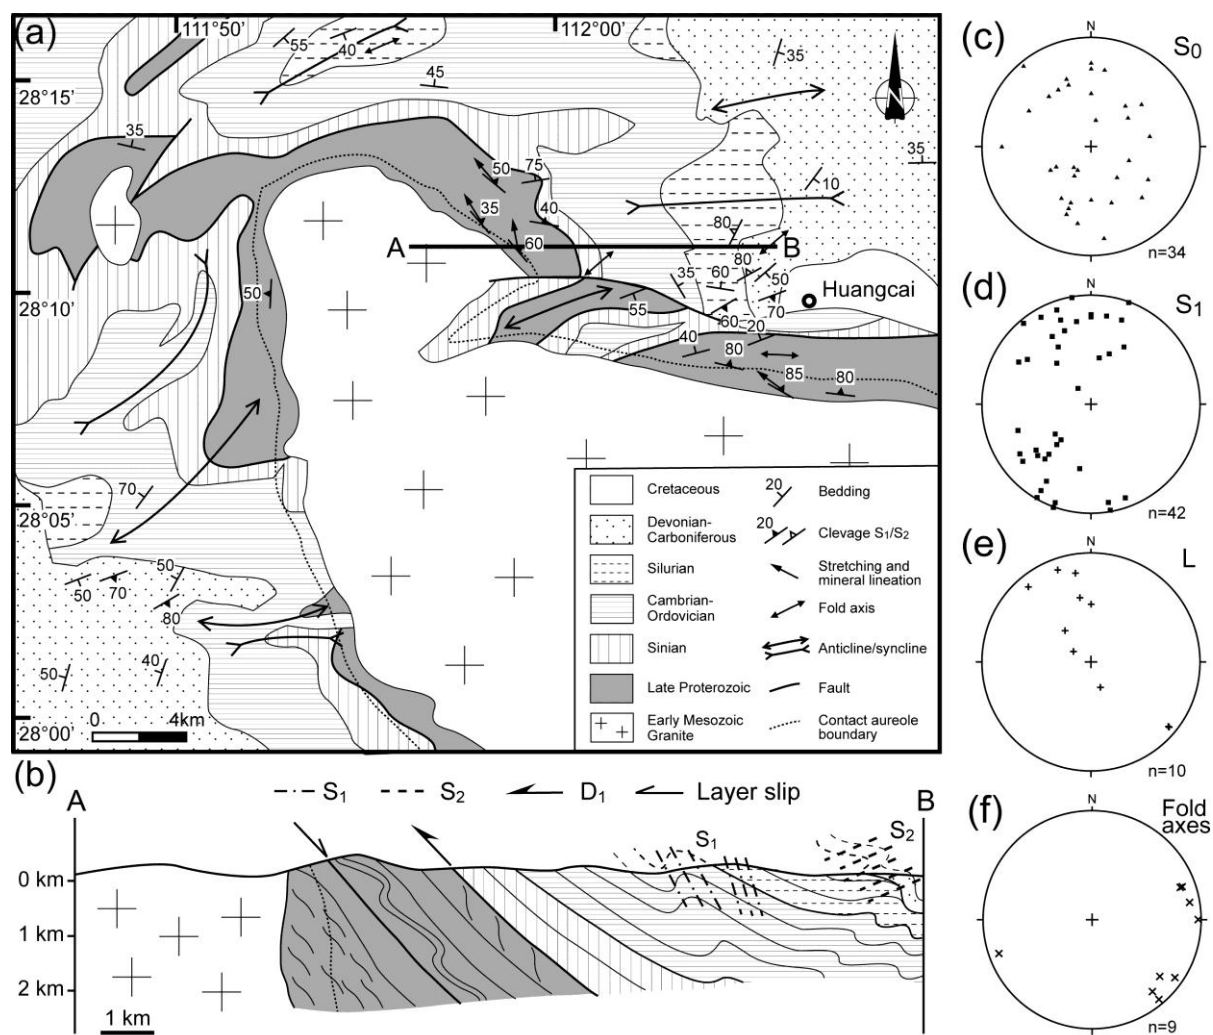 (a)
111°50'
112°00'
28°15'
28°10'
28°05'
28°00'
55
40
45
35
35
35
10
50
75
35
40
60
80
80
35
60
50
60
70
20
55
40
80
85
80
50
70
50
50
70
80
50
40
A
B
N
Huangcai
0
4km
Cretaceous
Devonian-
Carboniferous
Silurian
Cambrian-
Ordovician
Sinian
Late Proterozoic
Early Mesozoic
Granite
20
Bedding
20
Clevage S1/S2
Stretching and
mineral lineation
Fold axis
Anticline/syncline
Fault
Contact aureole
boundary
(b)
A
S1
S2
D1
Layer slip
B
S1
S2
0 km
1 km
2 km
1 km
(c)
N
S0
n=34
(d)
N
S1
n=42
(e)
N
L
n=10
(f)
N
Fold
axes
n=9